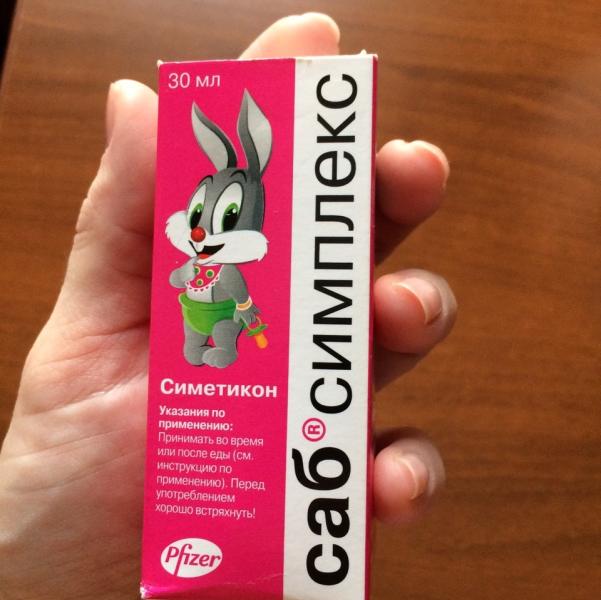 30 мл
Симетикон
Указания по
применению:
Принимать во время
или после еды (см.
инструкцию по
применению). Перед
употреблением
хорошо встряхнуть!
Pfizer
саб®симплекс